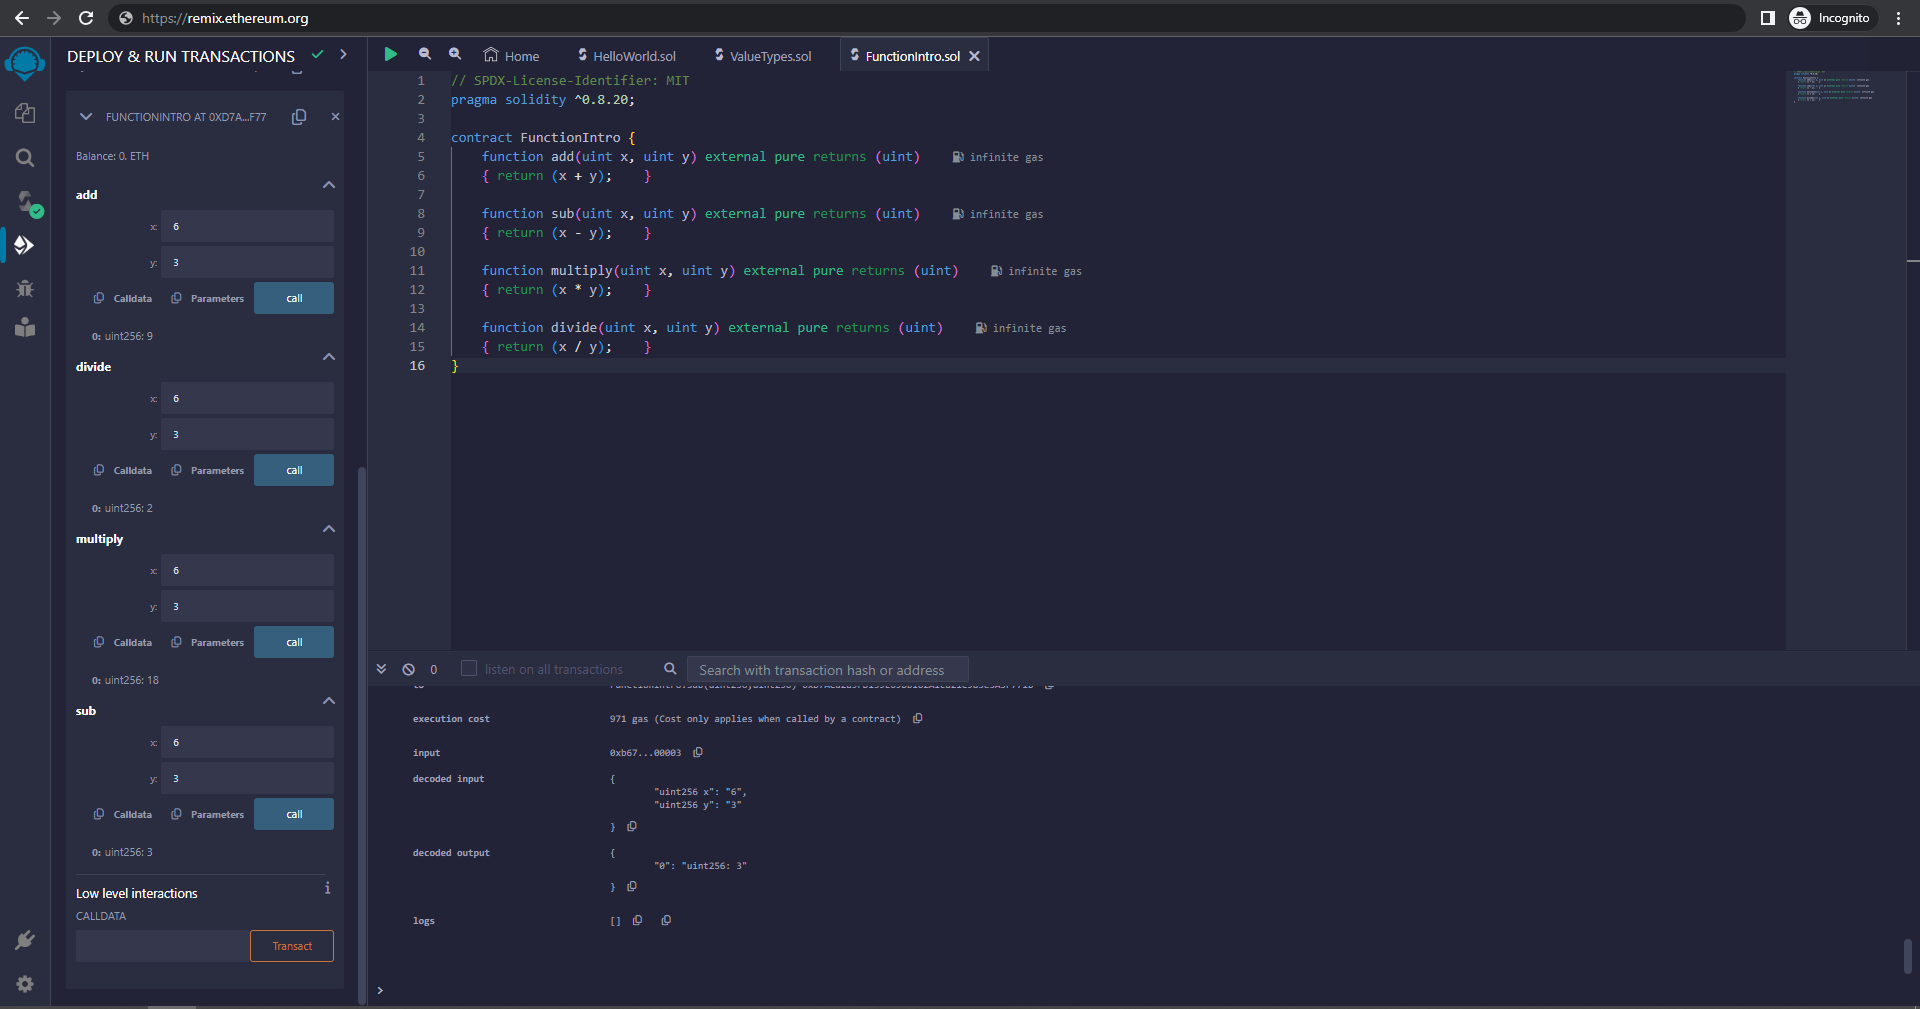 https://remix.ethereum.org
Incognito
DEPLOY & RUN TRANSACTIONS
FUNCTIONINTRO AT 0XD7A...F77
Balance: 0. ETH
add
x: 6
y: 3
Calldata Parameters call
0: uint256: 9
divide
x: 6
y: 3
Calldata Parameters call
0: uint256: 2
multiply
x: 6
y: 3
Calldata Parameters call
0: uint256: 18
sub
x: 6
y: 3
Calldata Parameters call
0: uint256: 3
Low level interactions
CALLDATA
Transact
Home HelloWorld.sol ValueTypes.sol FunctionIntro.sol
1 // SPDX-License-Identifier: MIT
2 pragma solidity ^0.8.20;
3
4 contract FunctionIntro {
5 function add(uint x, uint y) external pure returns (uint) infinite gas
6 { return (x + y); }
7
8 function sub(uint x, uint y) external pure returns (uint) infinite gas
9 { return (x - y); }
10
11 function multiply(uint x, uint y) external pure returns (uint) infinite gas
12 { return (x * y); }
13
14 function divide(uint x, uint y) external pure returns (uint) infinite gas
15 { return (x / y); }
16 }
0 listen on all transactions Search with transaction hash or address
execution cost 971 gas (Cost only applies when called by a contract)
input 0xb67...00003
decoded input {
"uint256 x": "6",
"uint256 y": "3"
}
decoded output {
"0": "uint256: 3"
}
logs []
>